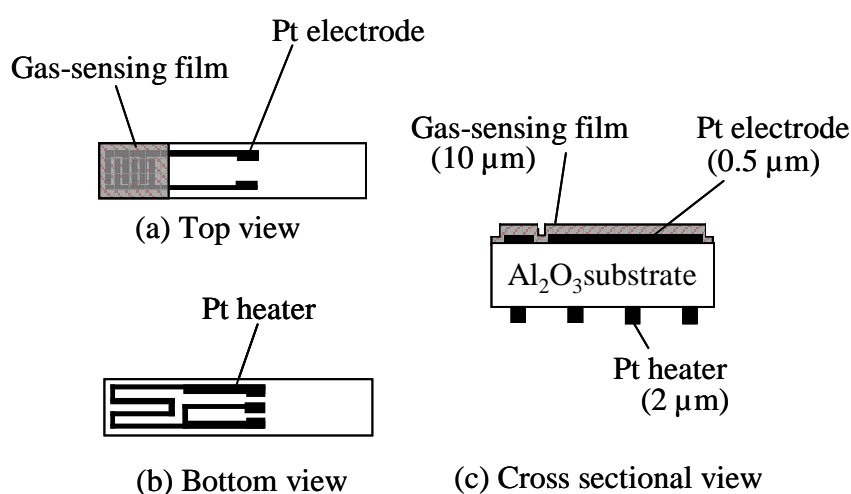 Pt electrode
Gas-sensing film
(a) Top view
Pt heater
(b) Bottom view
Gas-sensing film
(10 µm)
Pt electrode
(0.5 µm)
Al₂O₃substrate
Pt heater
(2 µm)
(c) Cross sectional view